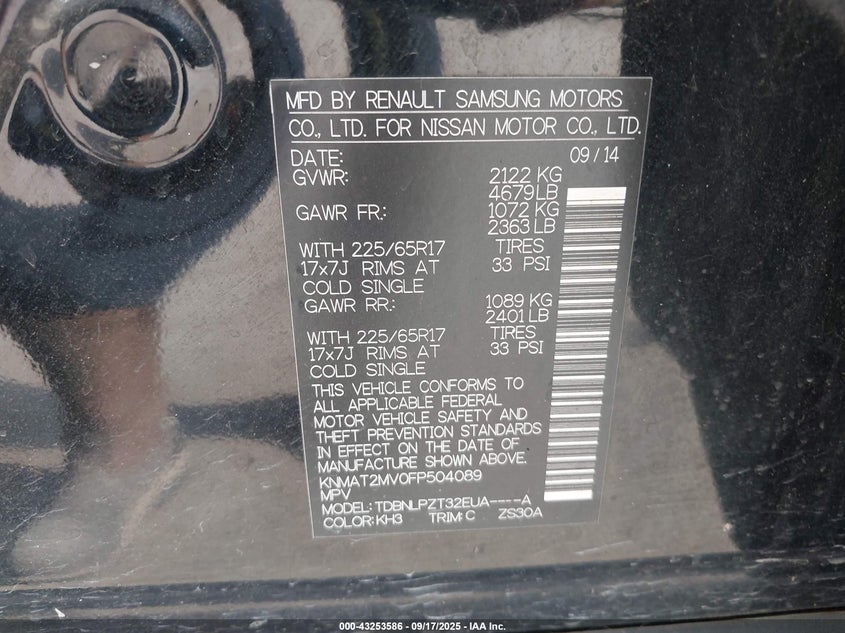 MFD BY RENAULT SAMSUNG MOTORS
CO., LTD. FOR NISSAN MOTOR CO., LTD.
DATE: 09/14
GVWR: 2122 KG
4679 LB
GAWR FR.: 1072 KG
2363 LB
WITH 225/65R17 TIRES
17x7J RIMS AT 33 PSI
COLD SINGLE
GAWR RR.: 1089 KG
2401 LB
WITH 225/65R17 TIRES
17x7J RIMS AT 33 PSI
COLD SINGLE
THIS VEHICLE CONFORMS TO
ALL APPLICABLE FEDERAL
MOTOR VEHICLE SAFETY AND
THEFT PREVENTION STANDARDS
IN EFFECT ON THE DATE OF
MANUFACTURE SHOWN ABOVE.
KNMAT2MV0FP504089
MPV
MODEL: TDBNLPZT32EUA----A
COLOR: KH3 TRIM: C ZS30A
000-43253586 - 09/17/2025 - IAA Inc.